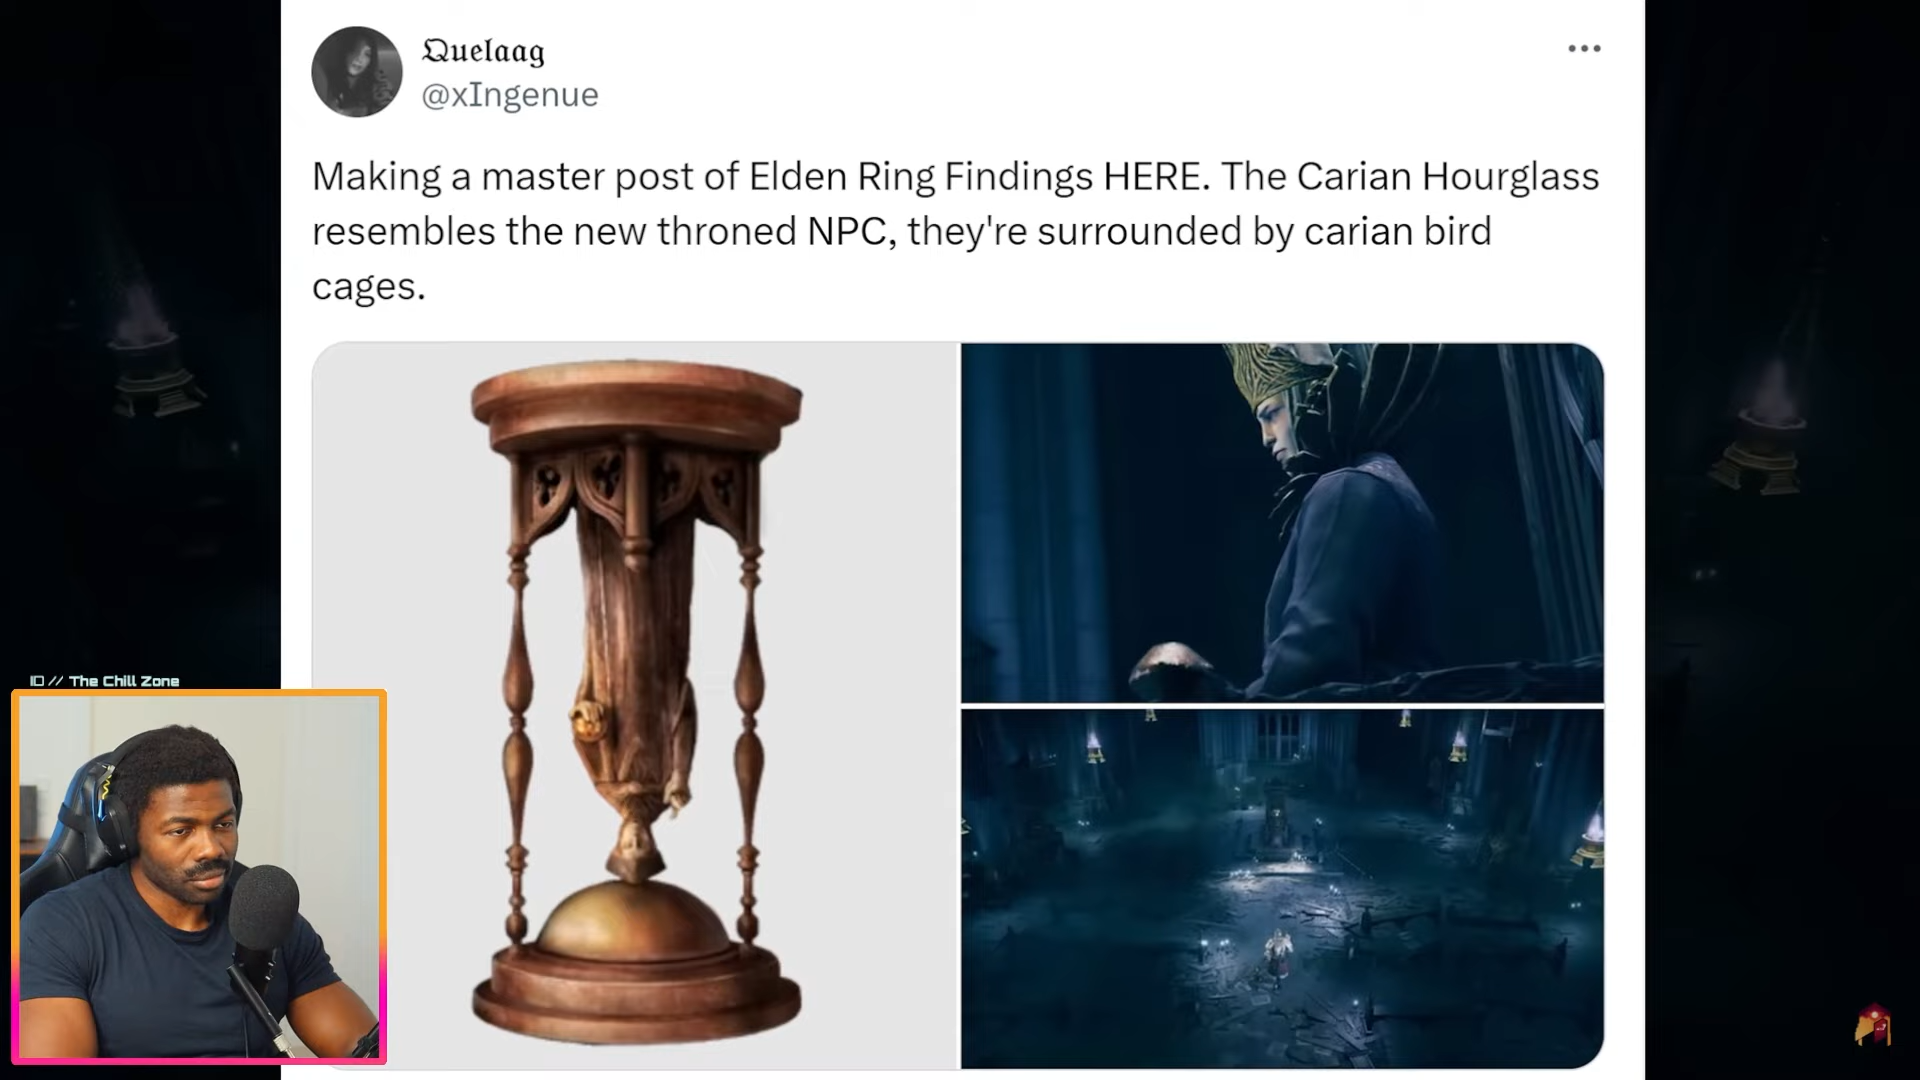 Quelaag
@xIngenue
Making a master post of Elden Ring Findings HERE. The Carian Hourglass
resembles the new throned NPC, they're surrounded by carian bird
cages.
ID // The Chill Zone